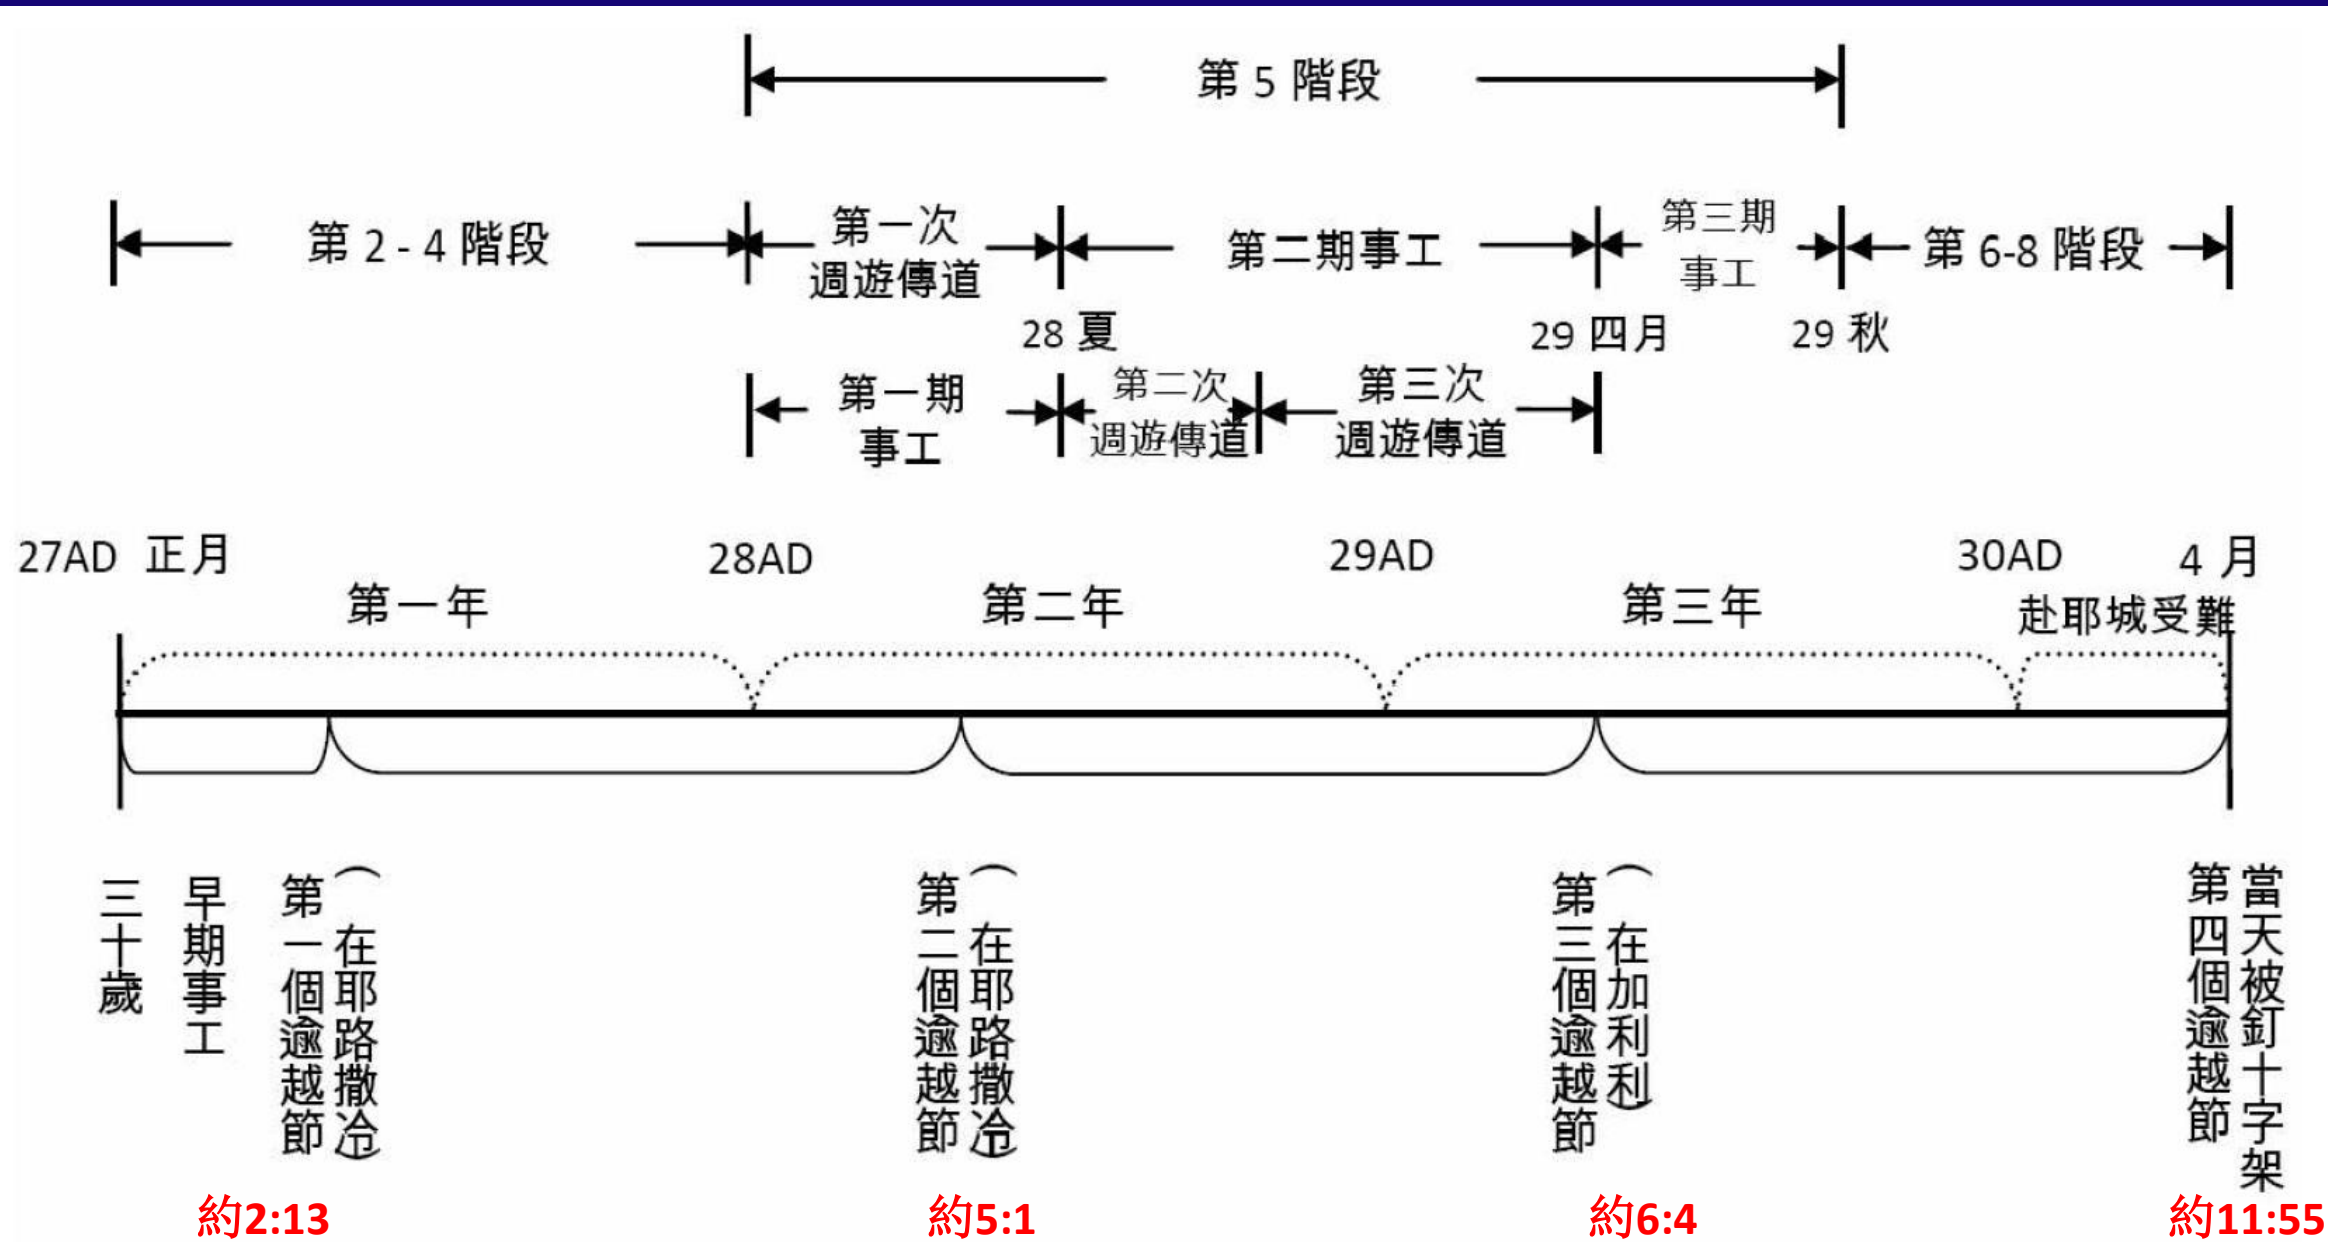 第 5 階段
第 2 - 4 階段
第一次
週遊傳道
第二期事工
第三期
事工
第 6-8 階段
28 夏
29 四月
29 秋
第一期
事工
第二次
週遊傳道
第三次
週遊傳道
27AD 正月
28AD
29AD
30AD
4 月
第一年
第二年
第三年
赴耶城受難
三十歲
早期事工
第一個逾越節
（在耶路撒冷）
第二個逾越節
（在耶路撒冷）
第三個逾越節
（在加利利）
第四個逾越節
當天被釘十字架
約2:13
約5:1
約6:4
約11:55